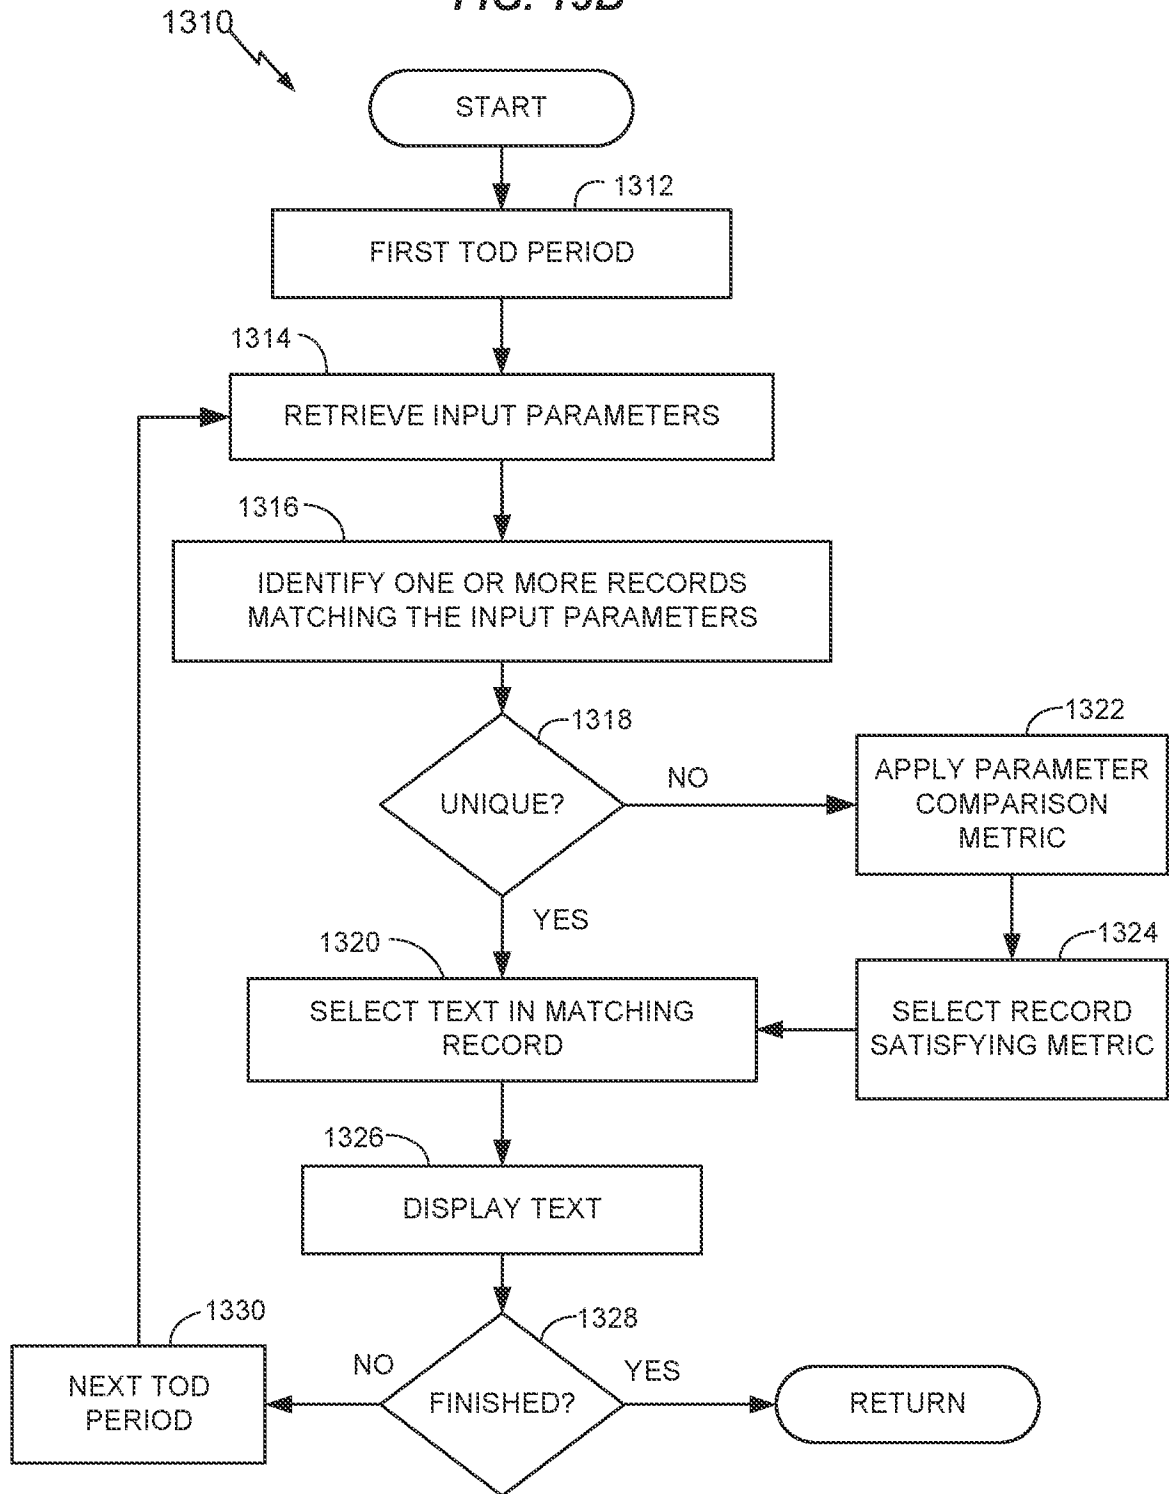 1310
START
1312
FIRST TOD PERIOD
1314
RETRIEVE INPUT PARAMETERS
1316
IDENTIFY ONE OR MORE RECORDS
MATCHING THE INPUT PARAMETERS
1318
UNIQUE?
NO
1322
APPLY PARAMETER
COMPARISON
METRIC
YES
1320
SELECT TEXT IN MATCHING
RECORD
1324
SELECT RECORD
SATISFYING METRIC
1326
DISPLAY TEXT
1328
FINISHED?
NO
1330
NEXT TOD
PERIOD
YES
RETURN